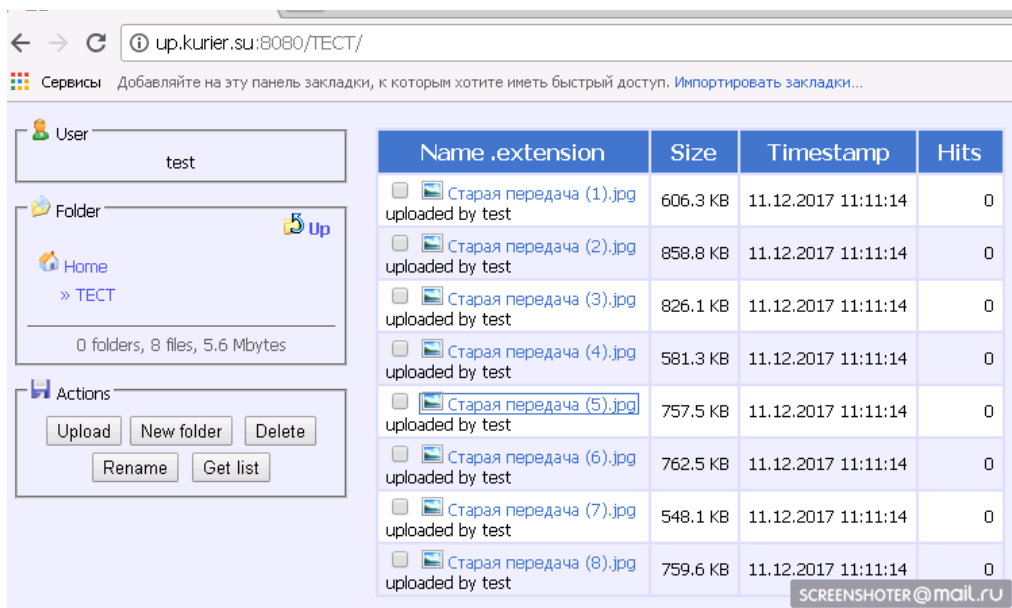 up.kurier.su:8080/ТЕСТ/
Сервисы Добавляйте на эту панель закладки, к которым хотите иметь быстрый доступ. Импортировать закладки...
User
test
Folder
Up
Home
» ТЕСТ
0 folders, 8 files, 5.6 Mbytes
Actions
Upload New folder Delete
Rename Get list
Name .extension Size Timestamp Hits
Старая передача (1).jpg 606.3 KB 11.12.2017 11:11:14 0
uploaded by test
Старая передача (2).jpg 858.8 KB 11.12.2017 11:11:14 0
uploaded by test
Старая передача (3).jpg 826.1 KB 11.12.2017 11:11:14 0
uploaded by test
Старая передача (4).jpg 581.3 KB 11.12.2017 11:11:14 0
uploaded by test
Старая передача (5).jpg 757.5 KB 11.12.2017 11:11:14 0
uploaded by test
Старая передача (6).jpg 762.5 KB 11.12.2017 11:11:14 0
uploaded by test
Старая передача (7).jpg 548.1 KB 11.12.2017 11:11:14 0
uploaded by test
Старая передача (8).jpg 759.6 KB 11.12.2017 11:11:14 0
uploaded by test
SCREENSHOTER@mail.ru